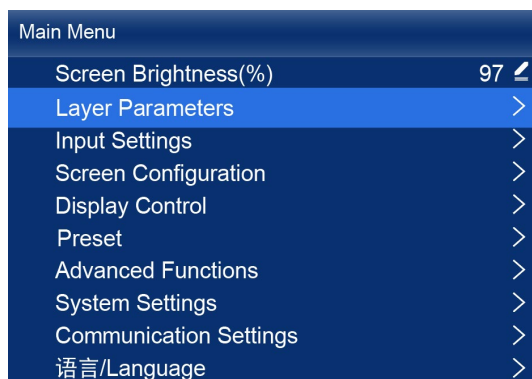 Main Menu
Screen Brightness(%) 97
Layer Parameters
Input Settings
Screen Configuration
Display Control
Preset
Advanced Functions
System Settings
Communication Settings
语言/Language